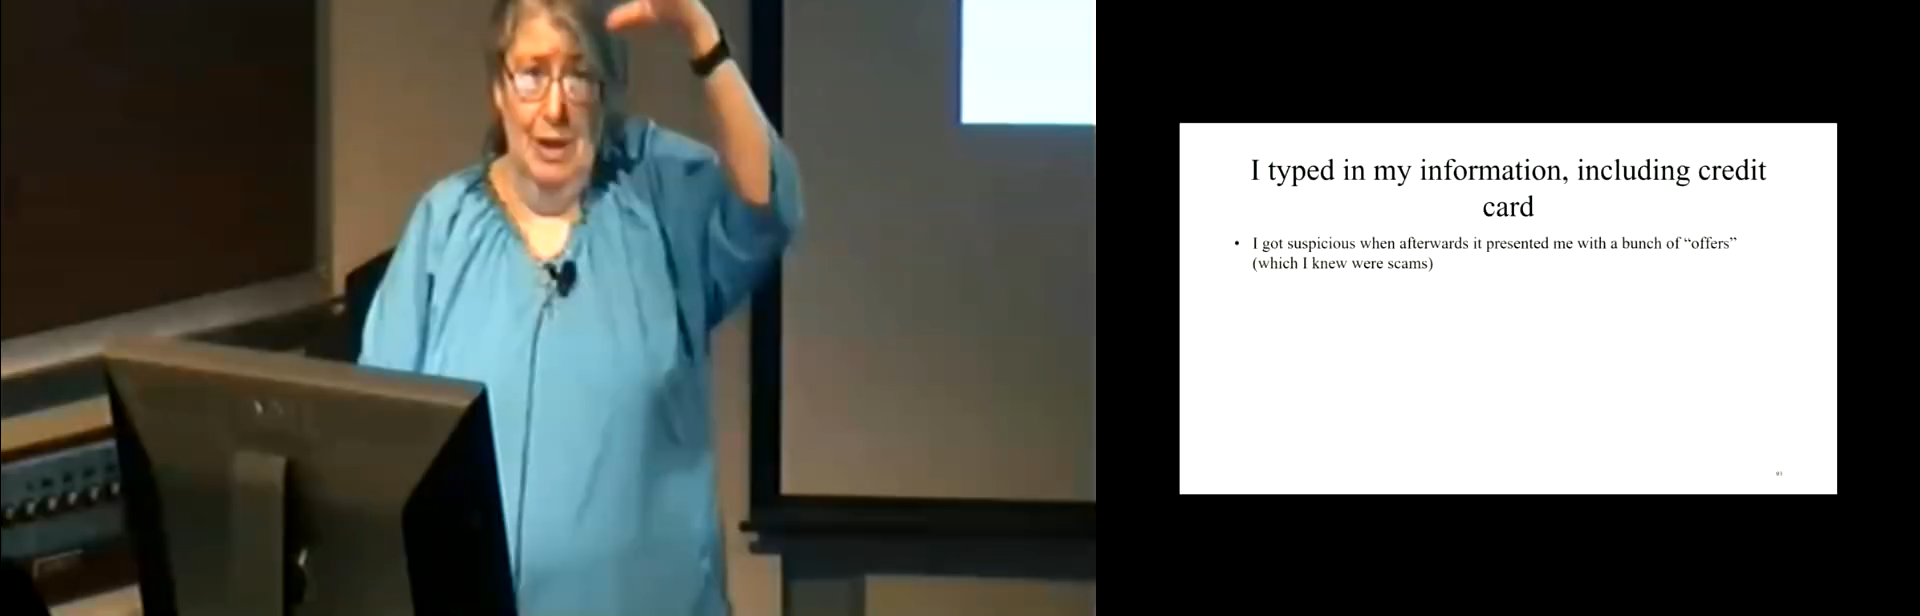 I typed in my information, including credit
card
• I got suspicious when afterwards it presented me with a bunch of “offers”
(which I knew were scams)